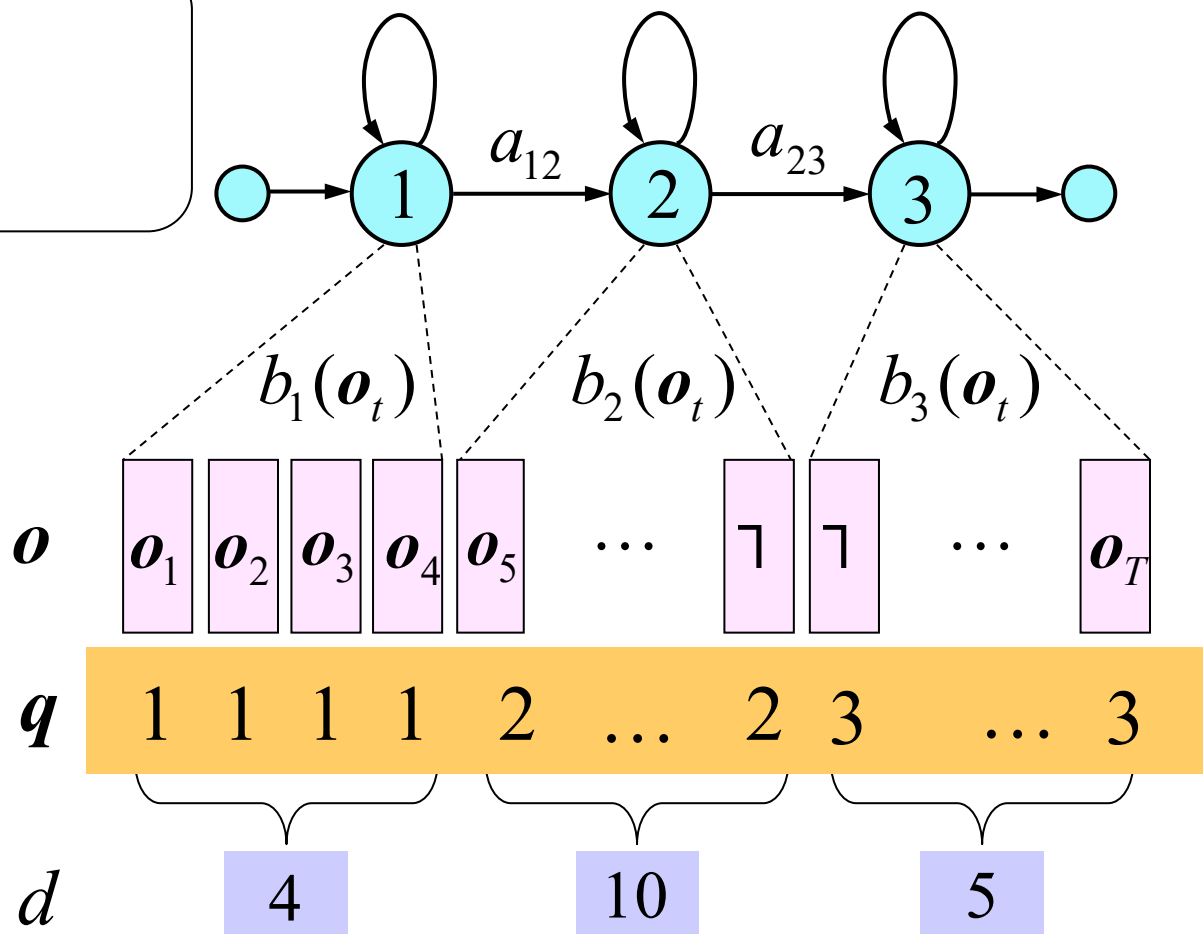 a₁₂ a₂₃
1 2 3
b₁(oₜ) b₂(oₜ) b₃(oₜ)
o o₁ o₂ o₃ o₄ o₅ … ㄱ ㄱ … o_T
q 1 1 1 1 2 … 2 3 … 3
d 4 10 5